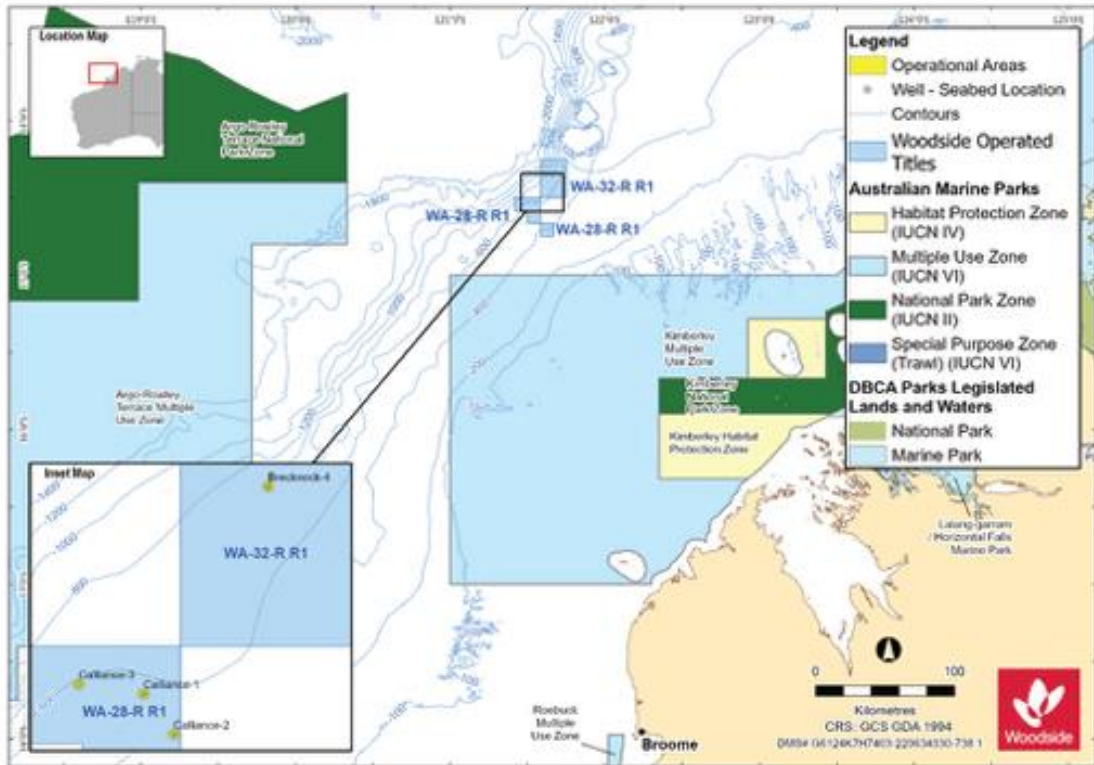 Location Map
Argo-Rowley
Terrace National
Park Zone
WA-32-R R1
WA-28-R R1
WA-28-R R1
Kimberley
Multiple
Use Zone
Kimberley
National
Park Zone
Kimberley Habitat
Protection Zone
Argo-Rowley
Terrace Multiple
Use Zone
Inset Map
Brecknock-4
WA-32-R R1
Calliance-3
Calliance-1
WA-28-R R1
Calliance-2
Roebuck
Multiple
Use Zone
Broome
Lalang-garram
/ Horizontal Falls
Marine Park
Legend
Operational Areas
Well - Seabed Location
Contours
Woodside Operated
Titles
Australian Marine Parks
Habitat Protection Zone
(IUCN IV)
Multiple Use Zone
(IUCN VI)
National Park Zone
(IUCN II)
Special Purpose Zone
(Trawl) (IUCN VI)
DBCA Parks Legislated
Lands and Waters
National Park
Marine Park
0 100
Kilometres
CRS: GCS GDA 1994
Woodside